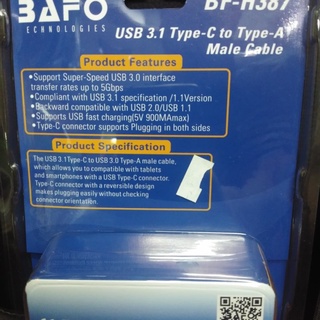 BAFO
TECHNOLOGIES
BF-H387
USB 3.1 Type-C to Type-A
Male Cable
Product Features
•Support Super-Speed USB 3.0 interface
transfer rates up to 5Gbps
•Compliant with USB 3.1 specification /1.1Version
•Backward compatible with USB 2.0/USB 1.1
•Supports USB fast charging(5V 900MAmax)
•Type-C connector supports Plugging in both sides
Product Specification
The USB 3.1Type-C to USB 3.0 Type-A male cable,
which allows you to compatible with tablets
and smartphones with a USB Type-C connector.
Type-C connector with a reversible design
makes plugging easily without checking
connector orientation.